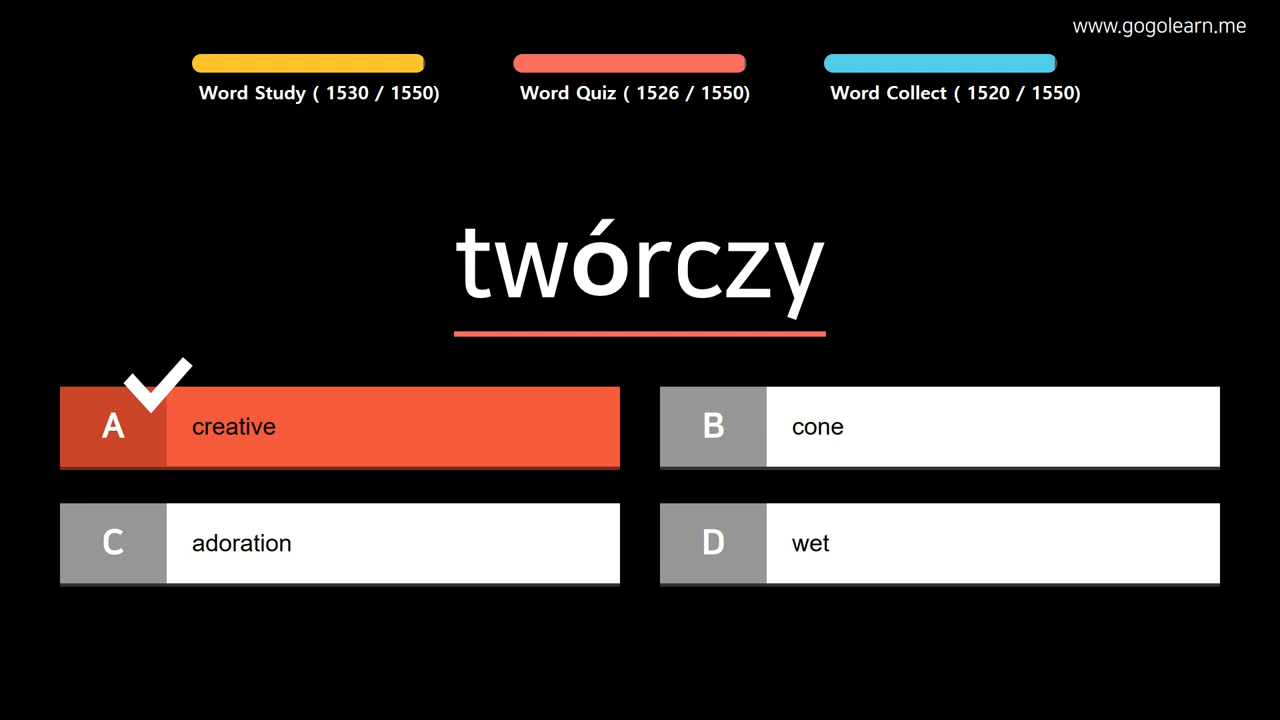 www.gogolearn.me
Word Study ( 1530 / 1550)
Word Quiz ( 1526 / 1550)
Word Collect ( 1520 / 1550)
twórczy
A creative
B cone
C adoration
D wet